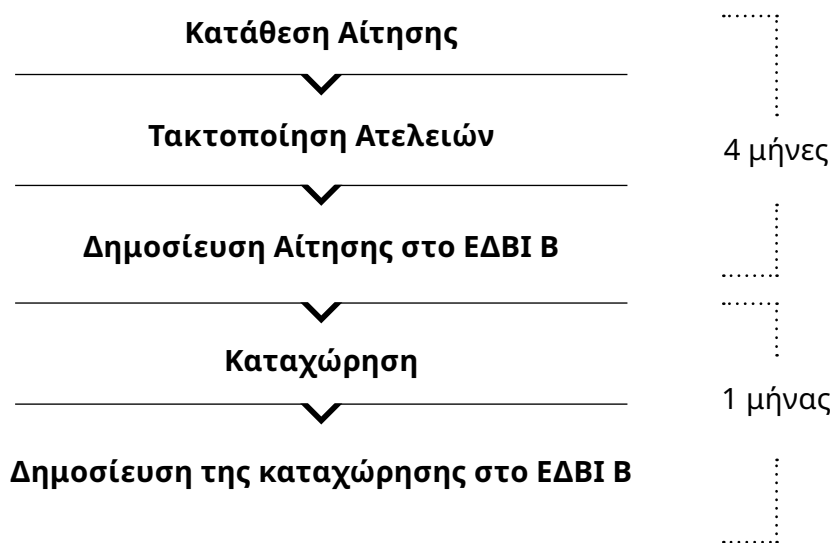 Κατάθεση Αίτησης
Τακτοποίηση Ατελειών
4 μήνες
Δημοσίευση Αίτησης στο ΕΔΒΙ Β
Καταχώρηση
1 μήνας
Δημοσίευση της καταχώρησης στο ΕΔΒΙ Β